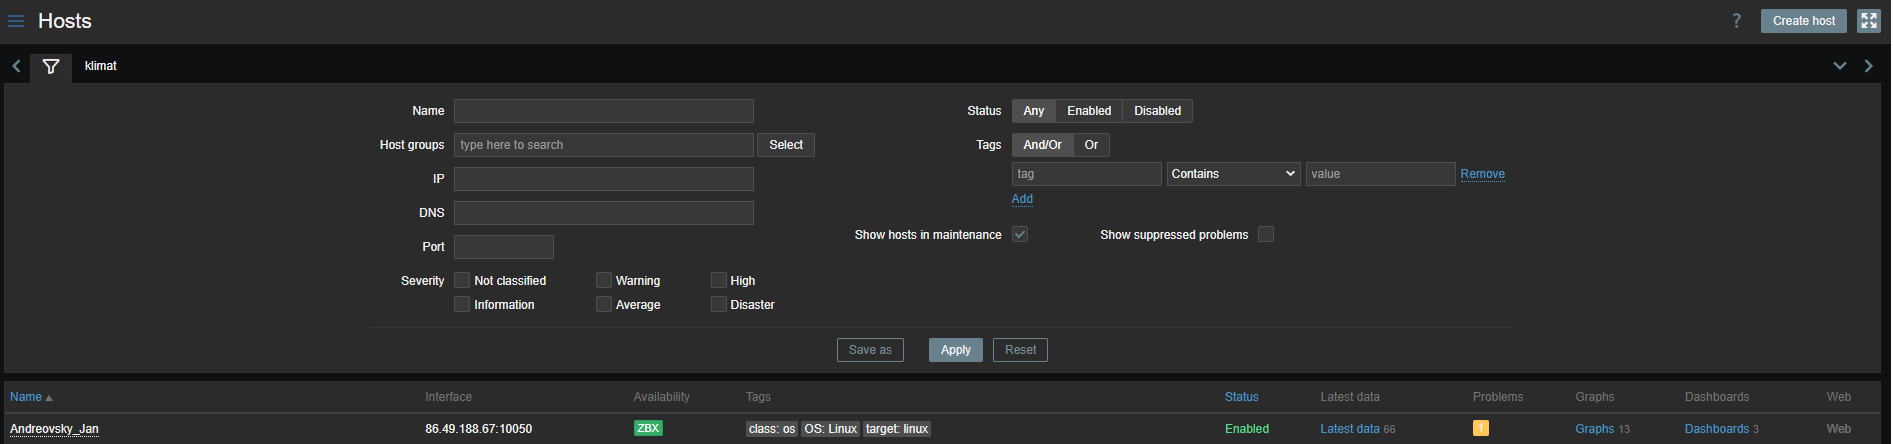 Hosts
?
Create host
klimat
Name
Status Any Enabled Disabled
Host groups type here to search Select
Tags And/Or Or
IP
tag Contains value Remove
DNS
Add
Port
Show hosts in maintenance Show suppressed problems
Severity Not classified Warning High
Information Average Disaster
Save as Apply Reset
Name Interface Availability Tags Status Latest data Problems Graphs Dashboards Web
Andreovsky_Jan 86.49.188.67:10050 ZBX class: os OS: Linux target: linux Enabled Latest data 66 1 Graphs 13 Dashboards 3 Web